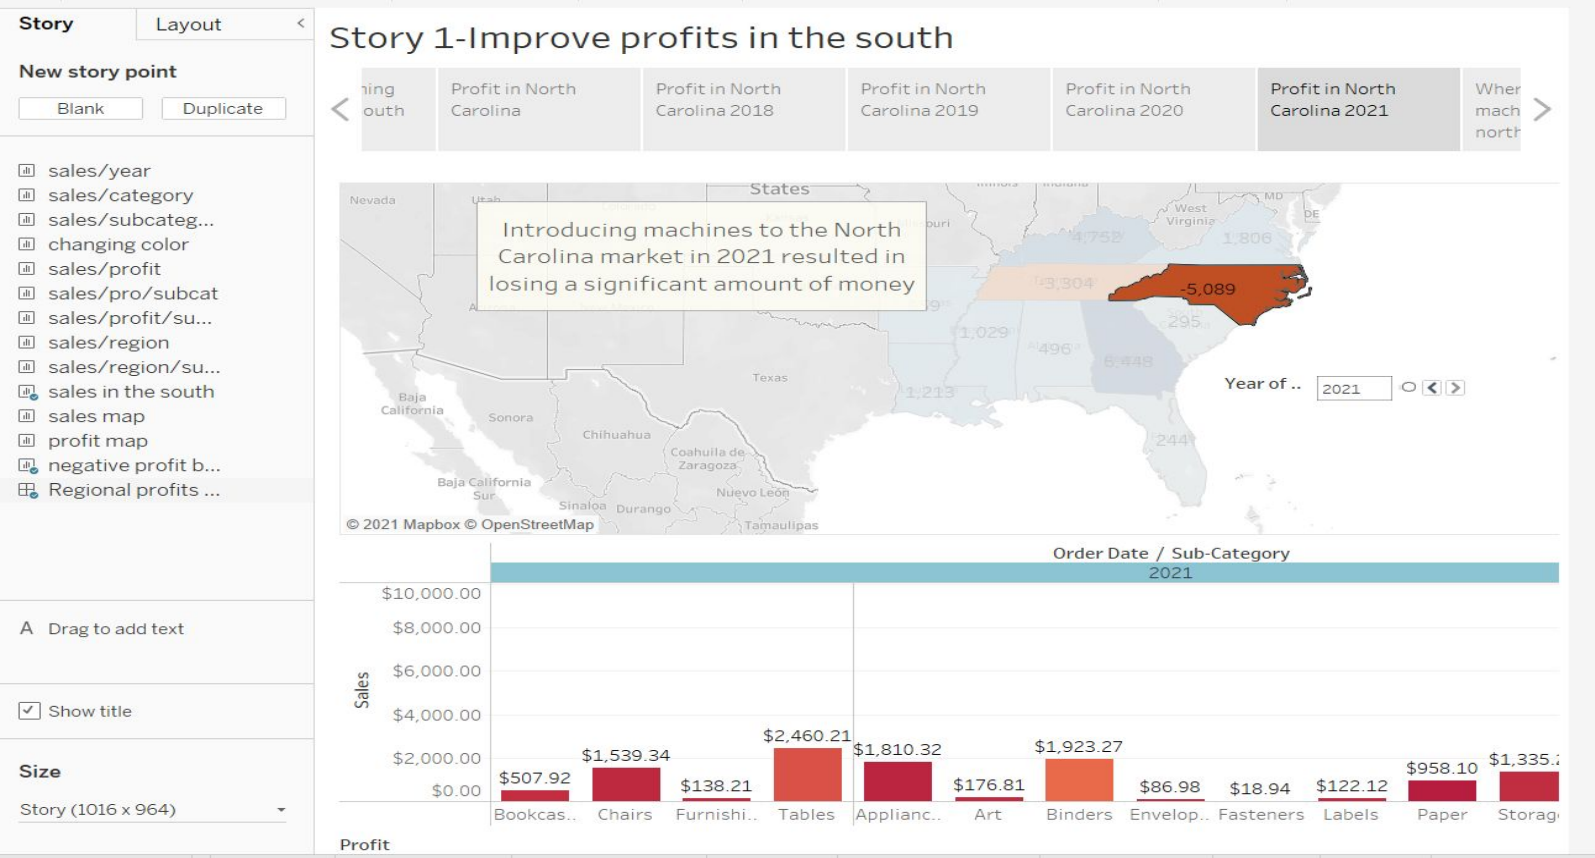 Story
Layout
<
New story point
Blank
Duplicate
sales/year
sales/category
sales/subcateg...
changing color
sales/profit
sales/pro/subcat
sales/profit/su...
sales/region
sales/region/su...
sales in the south
sales map
profit map
negative profit b...
Regional profits ...
A Drag to add text
Show title
Size
Story (1016 x 964)
Story 1-Improve profits in the south
ning
outh
Profit in North
Carolina
Profit in North
Carolina 2018
Profit in North
Carolina 2019
Profit in North
Carolina 2020
Profit in North
Carolina 2021
Wher
mach
north
Nevada
Utah
States
Illinois
Indiana
MD
DE
West
Virginia
4,752
1,806
Introducing machines to the North
Carolina market in 2021 resulted in
losing a significant amount of money
ouri
-3,304
-5,089
295
1,029
496
6,448
1,213
244
Texas
Baja
California
Sonora
Chihuahua
Coahuila de
Zaragoza
Baja California
Sur
Nuevo León
Sinaloa
Durango
Tamaulipas
© 2021 Mapbox © OpenStreetMap
Year of ..
2021
Order Date / Sub-Category
2021
Sales
$10,000.00
$8,000.00
$6,000.00
$4,000.00
$2,000.00
$0.00
$507.92
$1,539.34
$138.21
$2,460.21
$1,810.32
$176.81
$1,923.27
$86.98
$18.94
$122.12
$958.10
$1,335.2
Bookcas..
Chairs
Furnishi..
Tables
Applianc..
Art
Binders
Envelop..
Fasteners
Labels
Paper
Storag
Profit